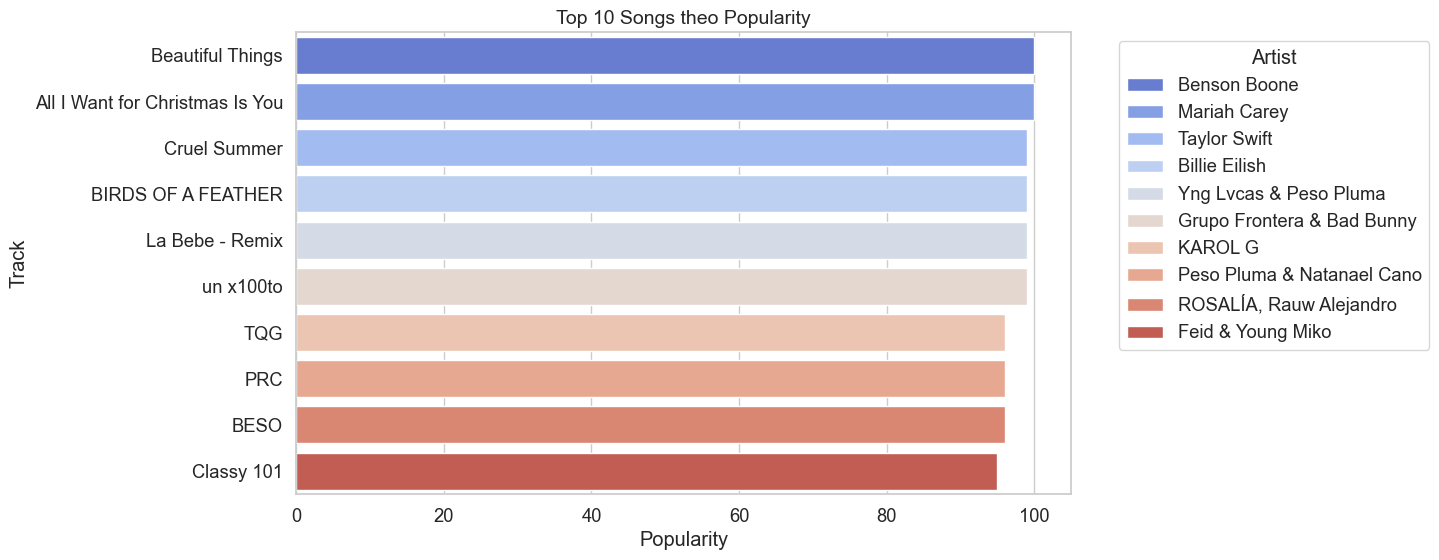 Top 10 Songs theo Popularity
Track
Beautiful Things
All I Want for Christmas Is You
Cruel Summer
BIRDS OF A FEATHER
La Bebe - Remix
un x100to
TQG
PRC
BESO
Classy 101
0 20 40 60 80 100
Popularity
Artist
Benson Boone
Mariah Carey
Taylor Swift
Billie Eilish
Yng Lvcas & Peso Pluma
Grupo Frontera & Bad Bunny
KAROL G
Peso Pluma & Natanael Cano
ROSALÍA, Rauw Alejandro
Feid & Young Miko